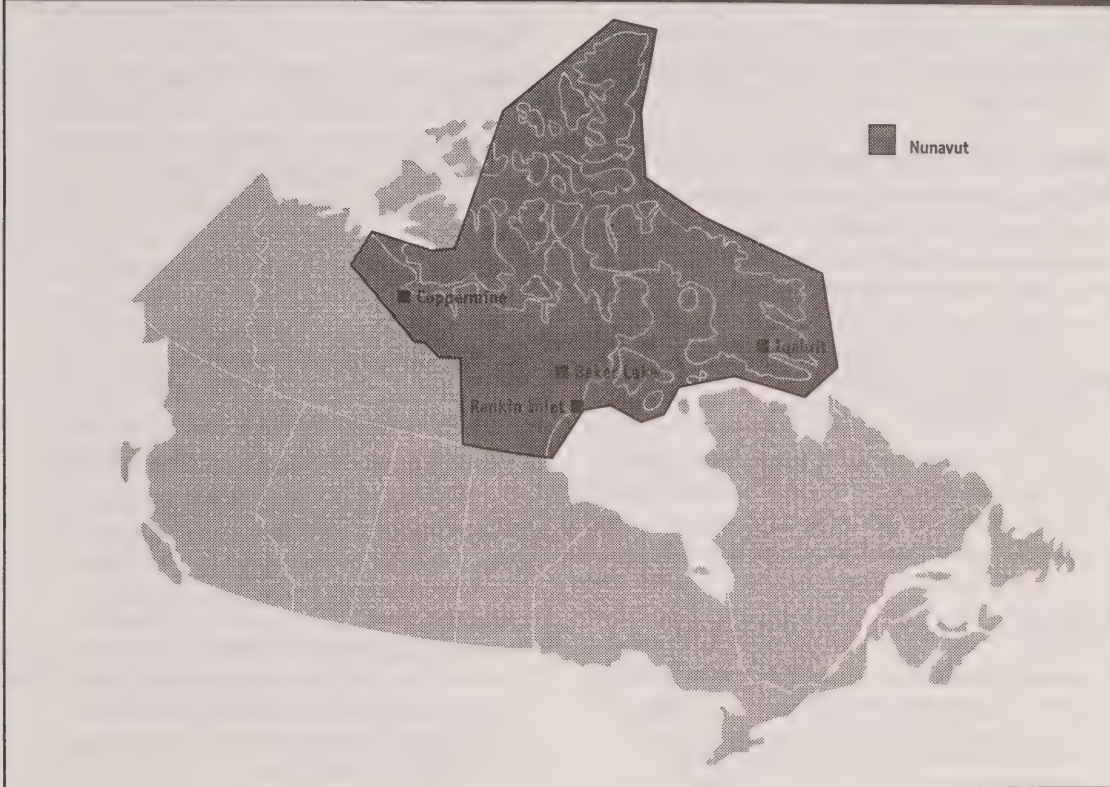 Nunavut
Coppermine
Iqaluit
Baker Lake
Rankin Inlet